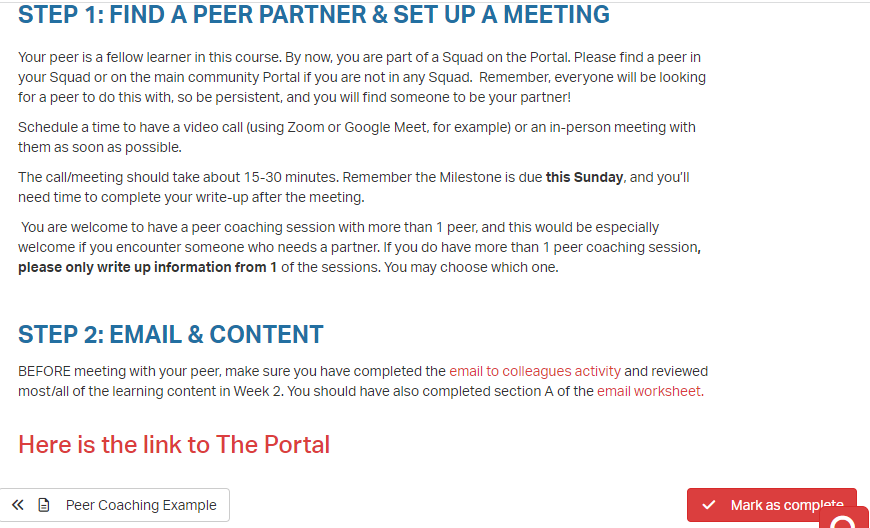 STEP 1: FIND A PEER PARTNER & SET UP A MEETING
Your peer is a fellow learner in this course. By now, you are part of a Squad on the Portal. Please find a peer in
your Squad or on the main community Portal if you are not in any Squad.  Remember, everyone will be looking
for a peer to do this with, so be persistent, and you will find someone to be your partner!
Schedule a time to have a video call (using Zoom or Google Meet, for example) or an in-person meeting with
them as soon as possible.
The call/meeting should take about 15-30 minutes. Remember the Milestone is due this Sunday, and you'll
need time to complete your write-up after the meeting.
You are welcome to have a peer coaching session with more than 1 peer, and this would be especially
welcome if you encounter someone who needs a partner. If you do have more than 1 peer coaching session,
please only write up information from 1 of the sessions. You may choose which one.
STEP 2: EMAIL & CONTENT
BEFORE meeting with your peer, make sure you have completed the email to colleagues activity and reviewed
most/all of the learning content in Week 2. You should have also completed section A of the email worksheet.
Here is the link to The Portal
Peer Coaching Example
Mark as complete